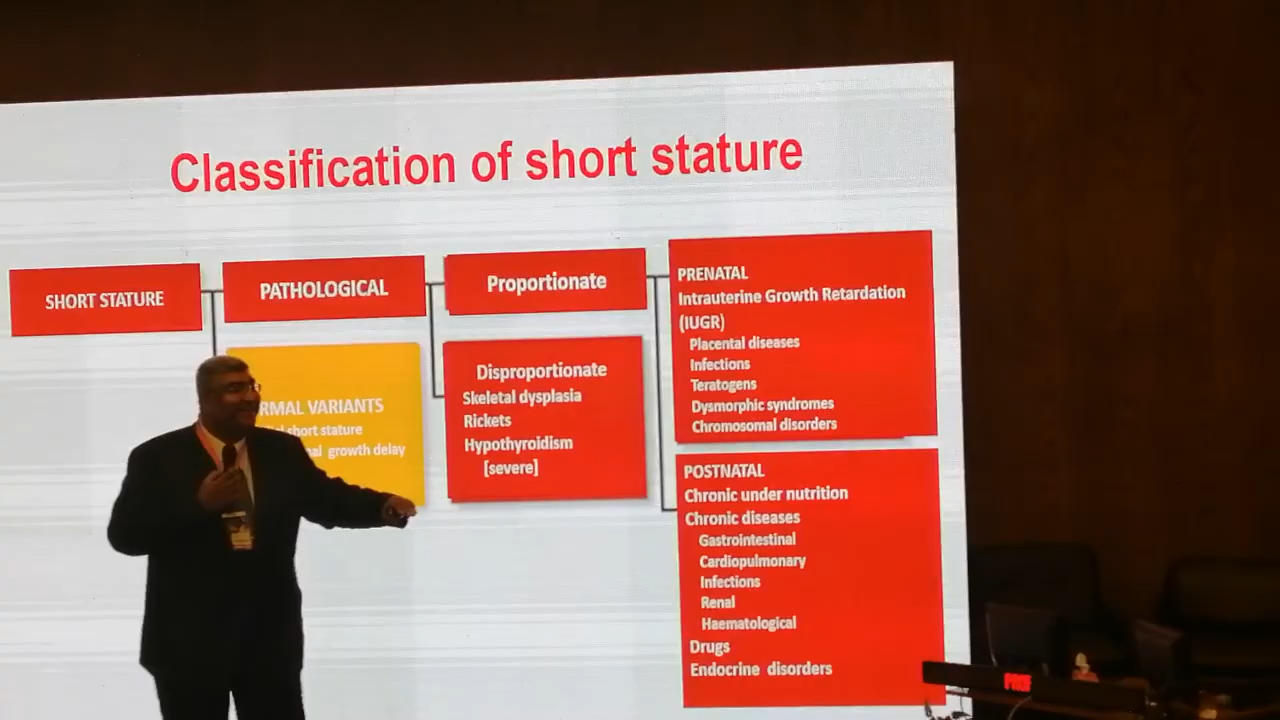 Classification of short stature
SHORT STATURE
PATHOLOGICAL
RMAL VARIANTS
short stature
growth delay
Proportionate
Disproportionate
Skeletal dysplasia
Rickets
Hypothyroidism
[severe]
PRENATAL
Intrauterine Growth Retardation
(IUGR)
Placental diseases
Infections
Teratogens
Dysmorphic syndromes
Chromosomal disorders
POSTNATAL
Chronic under nutrition
Chronic diseases
Gastrointestinal
Cardiopulmonary
Infections
Renal
Haematological
Drugs
Endocrine disorders